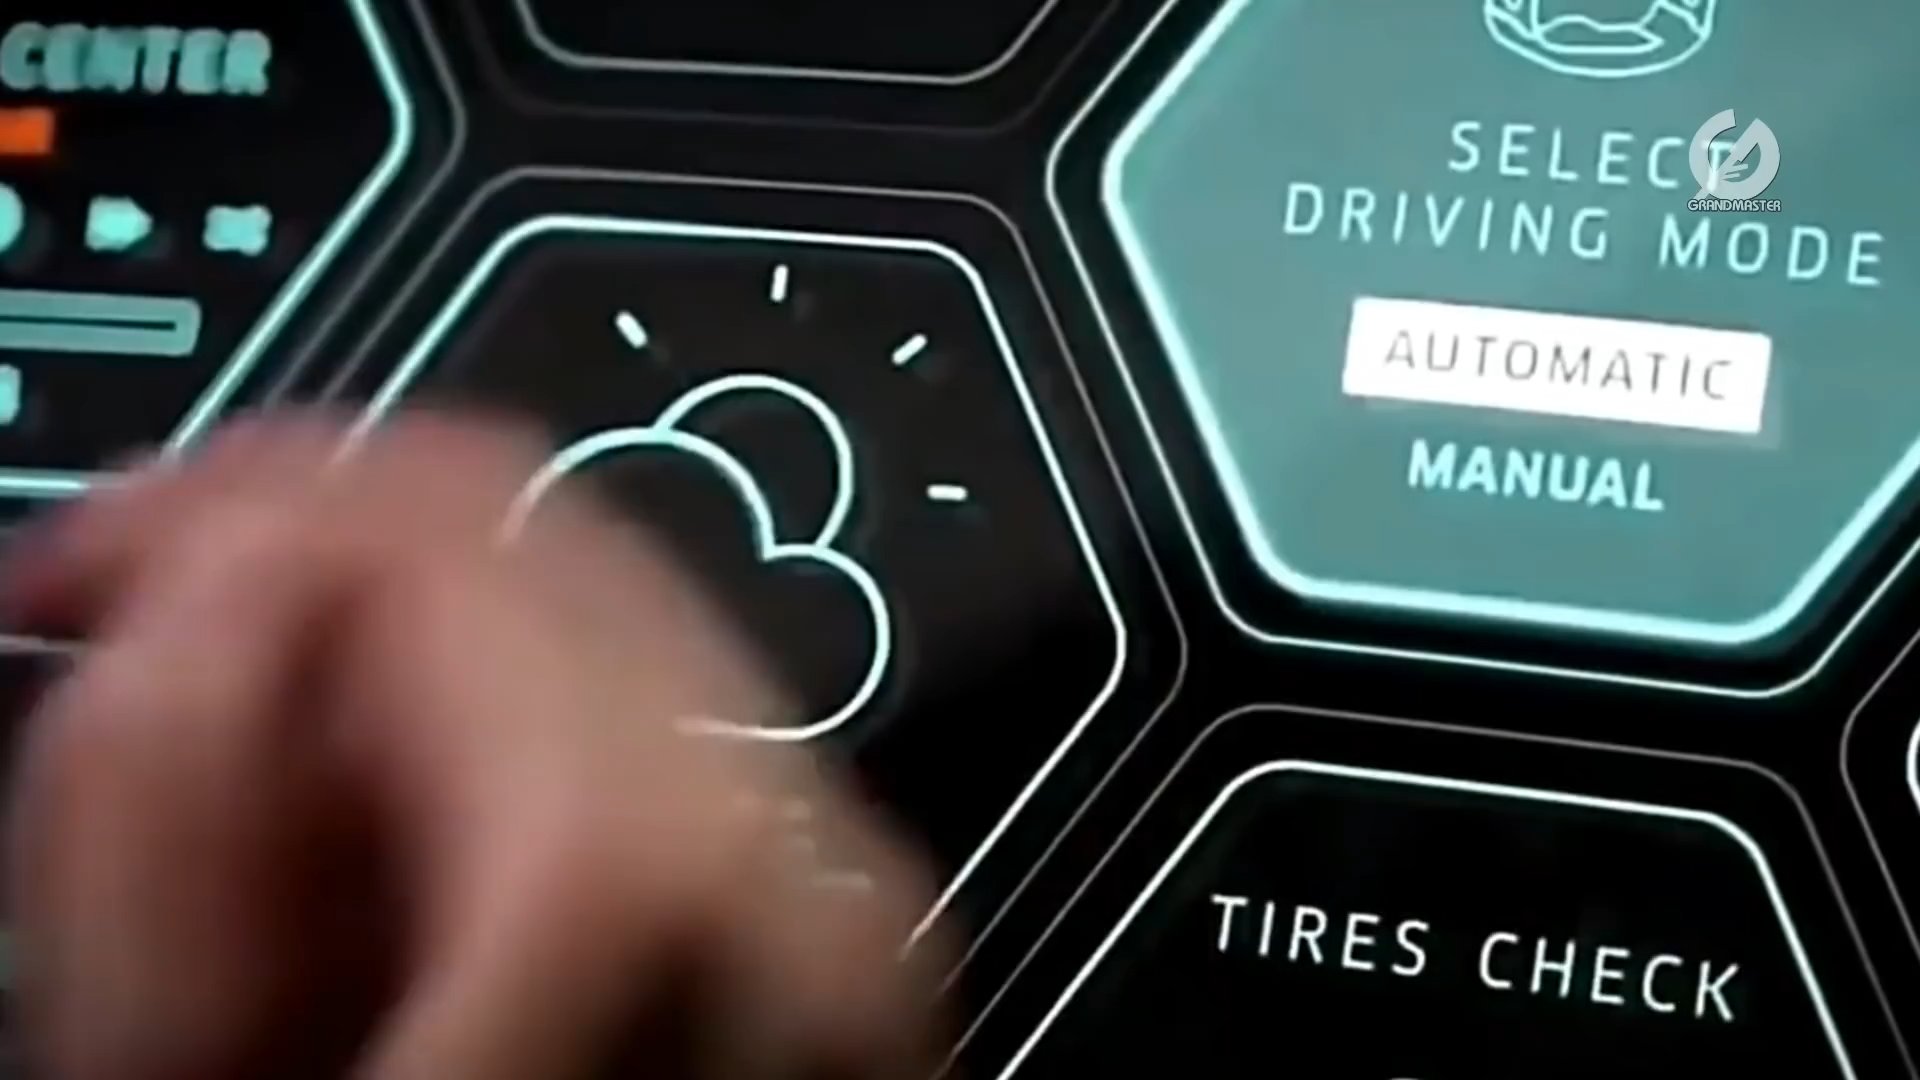 CENTER
SELECT
DRIVING MODE
GRANDMASTER
AUTOMATIC
MANUAL
TIRES CHECK